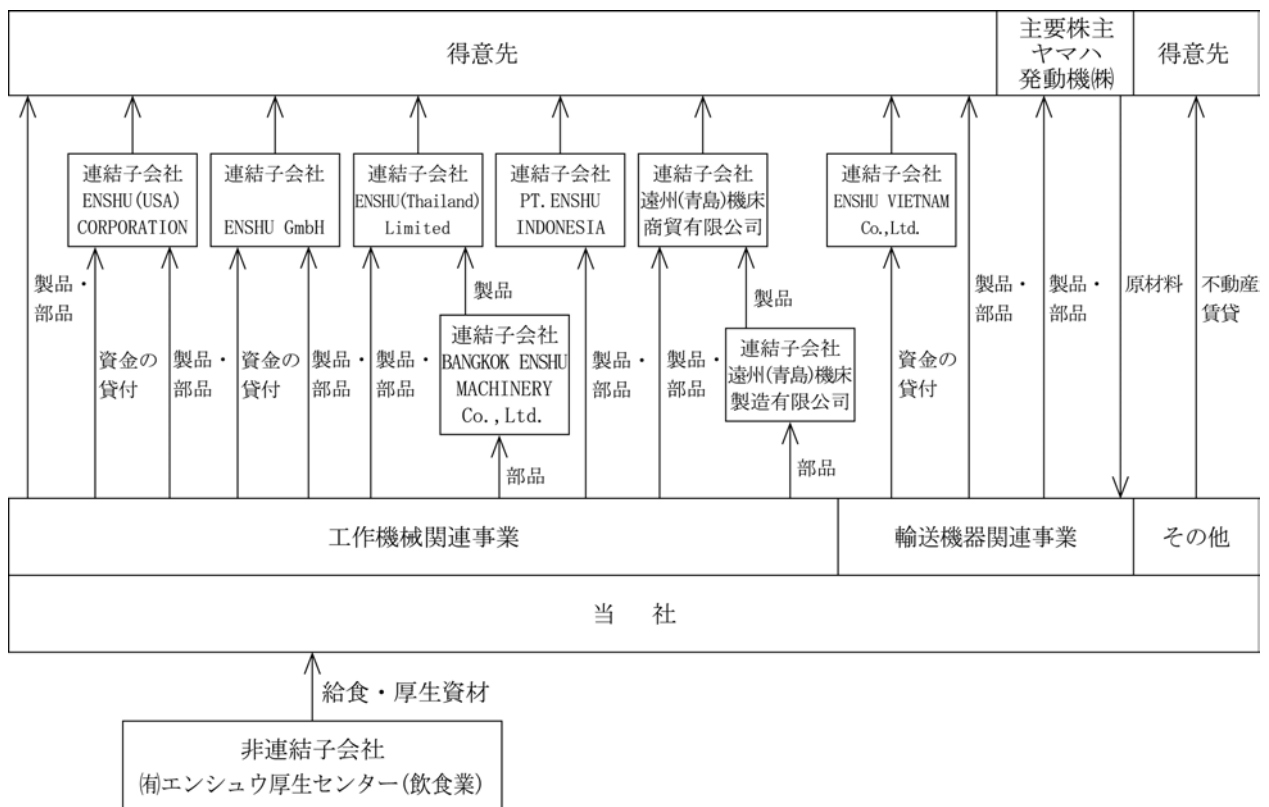 得意先
主要株主
ヤマハ
発動機㈱
得意先
連結子会社
ENSHU(USA)
CORPORATION
連結子会社
ENSHU GmbH
連結子会社
ENSHU(Thailand)
Limited
連結子会社
PT.ENSHU
INDONESIA
連結子会社
遠州(青島)機床
商貿有限公司
連結子会社
ENSHU VIETNAM
Co.,Ltd.
製品・
部品
製品
製品
製品・
部品
製品・
部品
原材料
不動産
賃貸
連結子会社
BANGKOK ENSHU
MACHINERY
Co.,Ltd.
連結子会社
遠州(青島)機床
製造有限公司
資金の
貸付
製品・
部品
資金の
貸付
製品・
部品
製品・
部品
製品・
部品
製品・
部品
資金の
貸付
部品
部品
工作機械関連事業
輸送機器関連事業
その他
当 社
給食・厚生資材
非連結子会社
㈲エンシュウ厚生センター(飲食業)